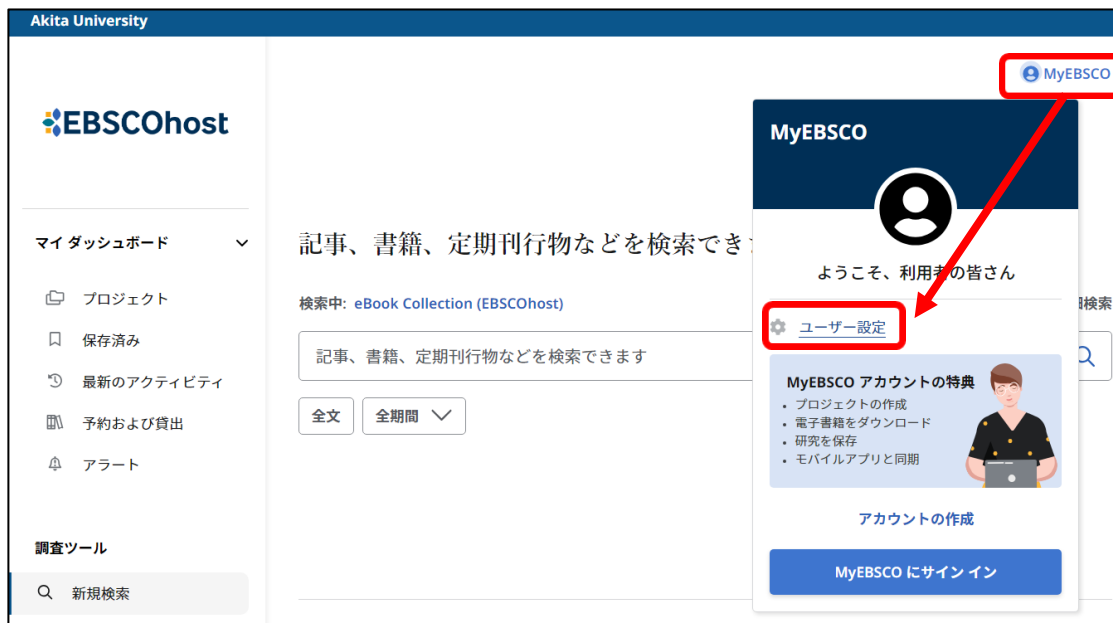 Akita University
MyEBSCO
EBSCOhost
マイ ダッシュボード
プロジェクト
保存済み
最新のアクティビティ
予約および貸出
アラート
調査ツール
新規検索
記事、書籍、定期刊行物などを検索でき
検索中: eBook Collection (EBSCOhost)
検索
記事、書籍、定期刊行物などを検索できます
全文
全期間
MyEBSCO
ようこそ、利用者の皆さん
ユーザー設定
MyEBSCO アカウントの特典
• プロジェクトの作成
• 電子書籍をダウンロード
• 研究を保存
• モバイルアプリと同期
アカウントの作成
MyEBSCO にサイン イン